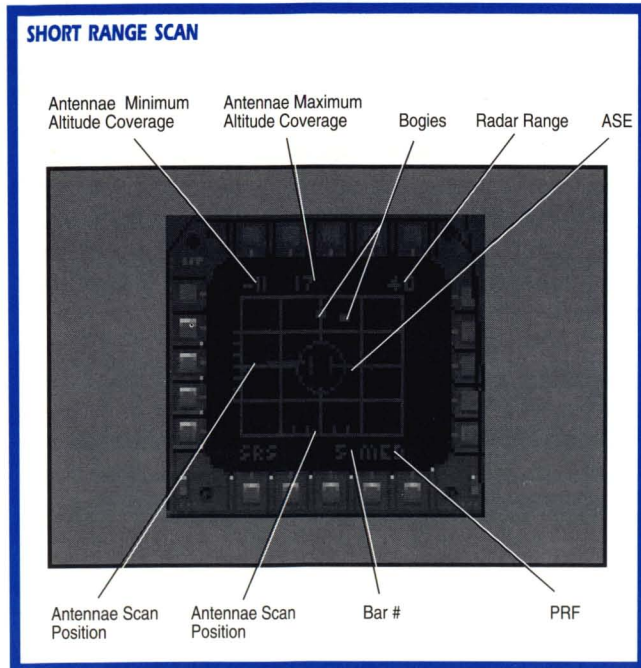 SHORT RANGE SCAN
Antennae Minimum
Altitude Coverage
Antennae Maximum
Altitude Coverage
Bogies
Radar Range
ASE
-11 17 40
SRS 5 MED
Antennae Scan
Position
Antennae Scan
Position
Bar #
PRF